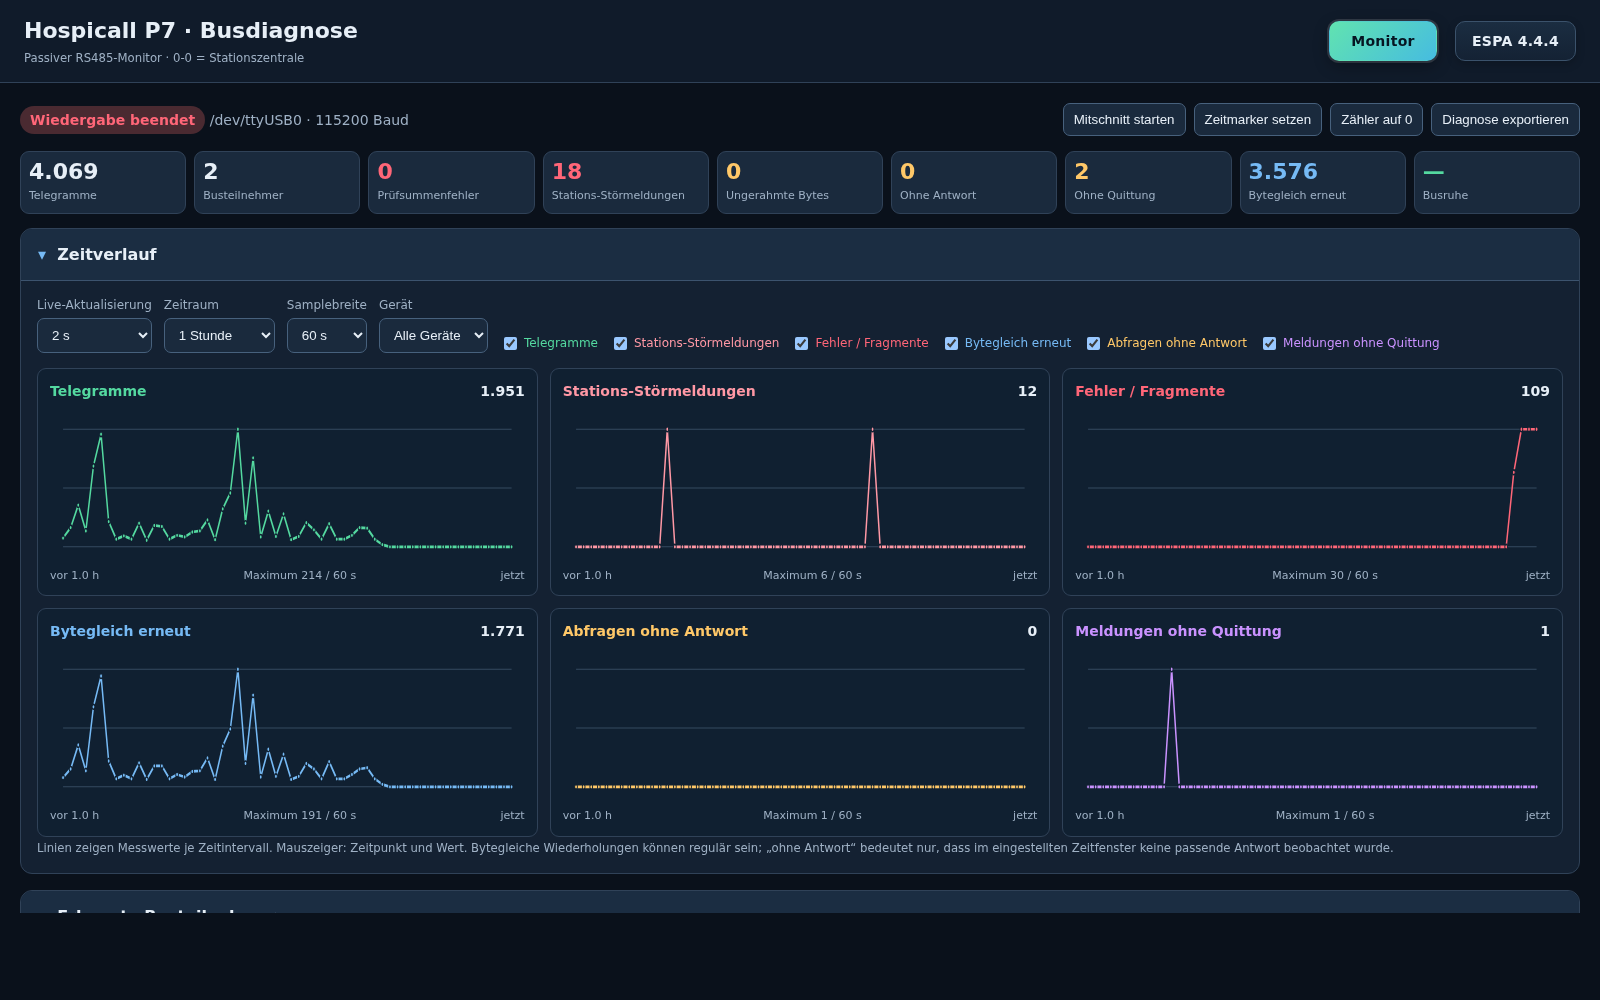 Hospicall P7 · Busdiagnose
Passiver RS485-Monitor · 0-0 = Stationszentrale
Monitor
ESPA 4.4.4
Wiedergabe beendet /dev/ttyUSB0 · 115200 Baud
Mitschnitt starten
Zeitmarker setzen
Zähler auf 0
Diagnose exportieren
4.069
Telegramme
2
Busteilnehmer
0
Prüfsummenfehler
18
Stations-Störmeldungen
0
Ungerahmte Bytes
0
Ohne Antwort
2
Ohne Quittung
3.576
Bytegleich erneut
—
Busruhe
▼ Zeitverlauf
Live-Aktualisierung
2 s
Zeitraum
1 Stunde
Samplebreite
60 s
Gerät
Alle Geräte
Telegramme
Stations-Störmeldungen
Fehler / Fragmente
Bytegleich erneut
Abfragen ohne Antwort
Meldungen ohne Quittung
Telegramme 1.951
vor 1.0 h Maximum 214 / 60 s jetzt
Stations-Störmeldungen 12
vor 1.0 h Maximum 6 / 60 s jetzt
Fehler / Fragmente 109
vor 1.0 h Maximum 30 / 60 s jetzt
Bytegleich erneut 1.771
vor 1.0 h Maximum 191 / 60 s jetzt
Abfragen ohne Antwort 0
vor 1.0 h Maximum 1 / 60 s jetzt
Meldungen ohne Quittung 1
vor 1.0 h Maximum 1 / 60 s jetzt
Linien zeigen Messwerte je Zeitintervall. Mauszeiger: Zeitpunkt und Wert. Bytegleiche Wiederholungen können regulär sein; „ohne Antwort“ bedeutet nur, dass im eingestellten Zeitfenster keine passende Antwort beobachtet wurde.